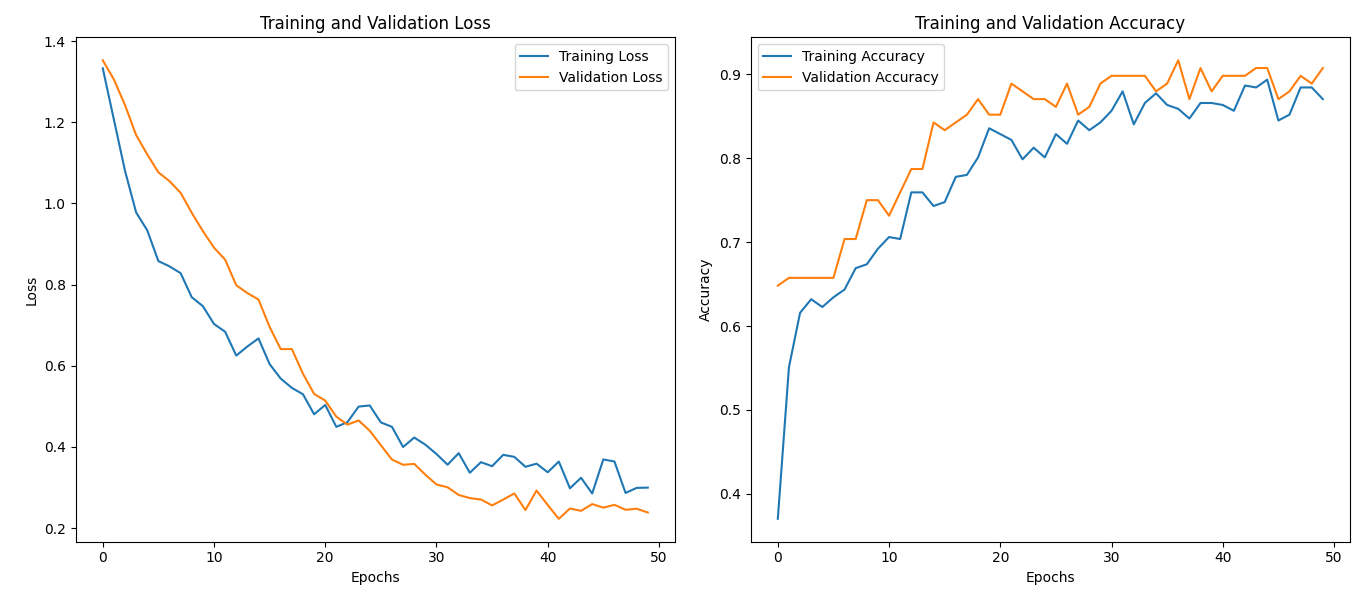 Training and Validation Loss
1.4
1.2
1.0
0.8
0.6
0.4
0.2
Loss
0
10
20
30
40
50
Epochs
Training Loss
Validation Loss
Training and Validation Accuracy
0.9
0.8
0.7
0.6
0.5
0.4
Accuracy
0
10
20
30
40
50
Epochs
Training Accuracy
Validation Accuracy